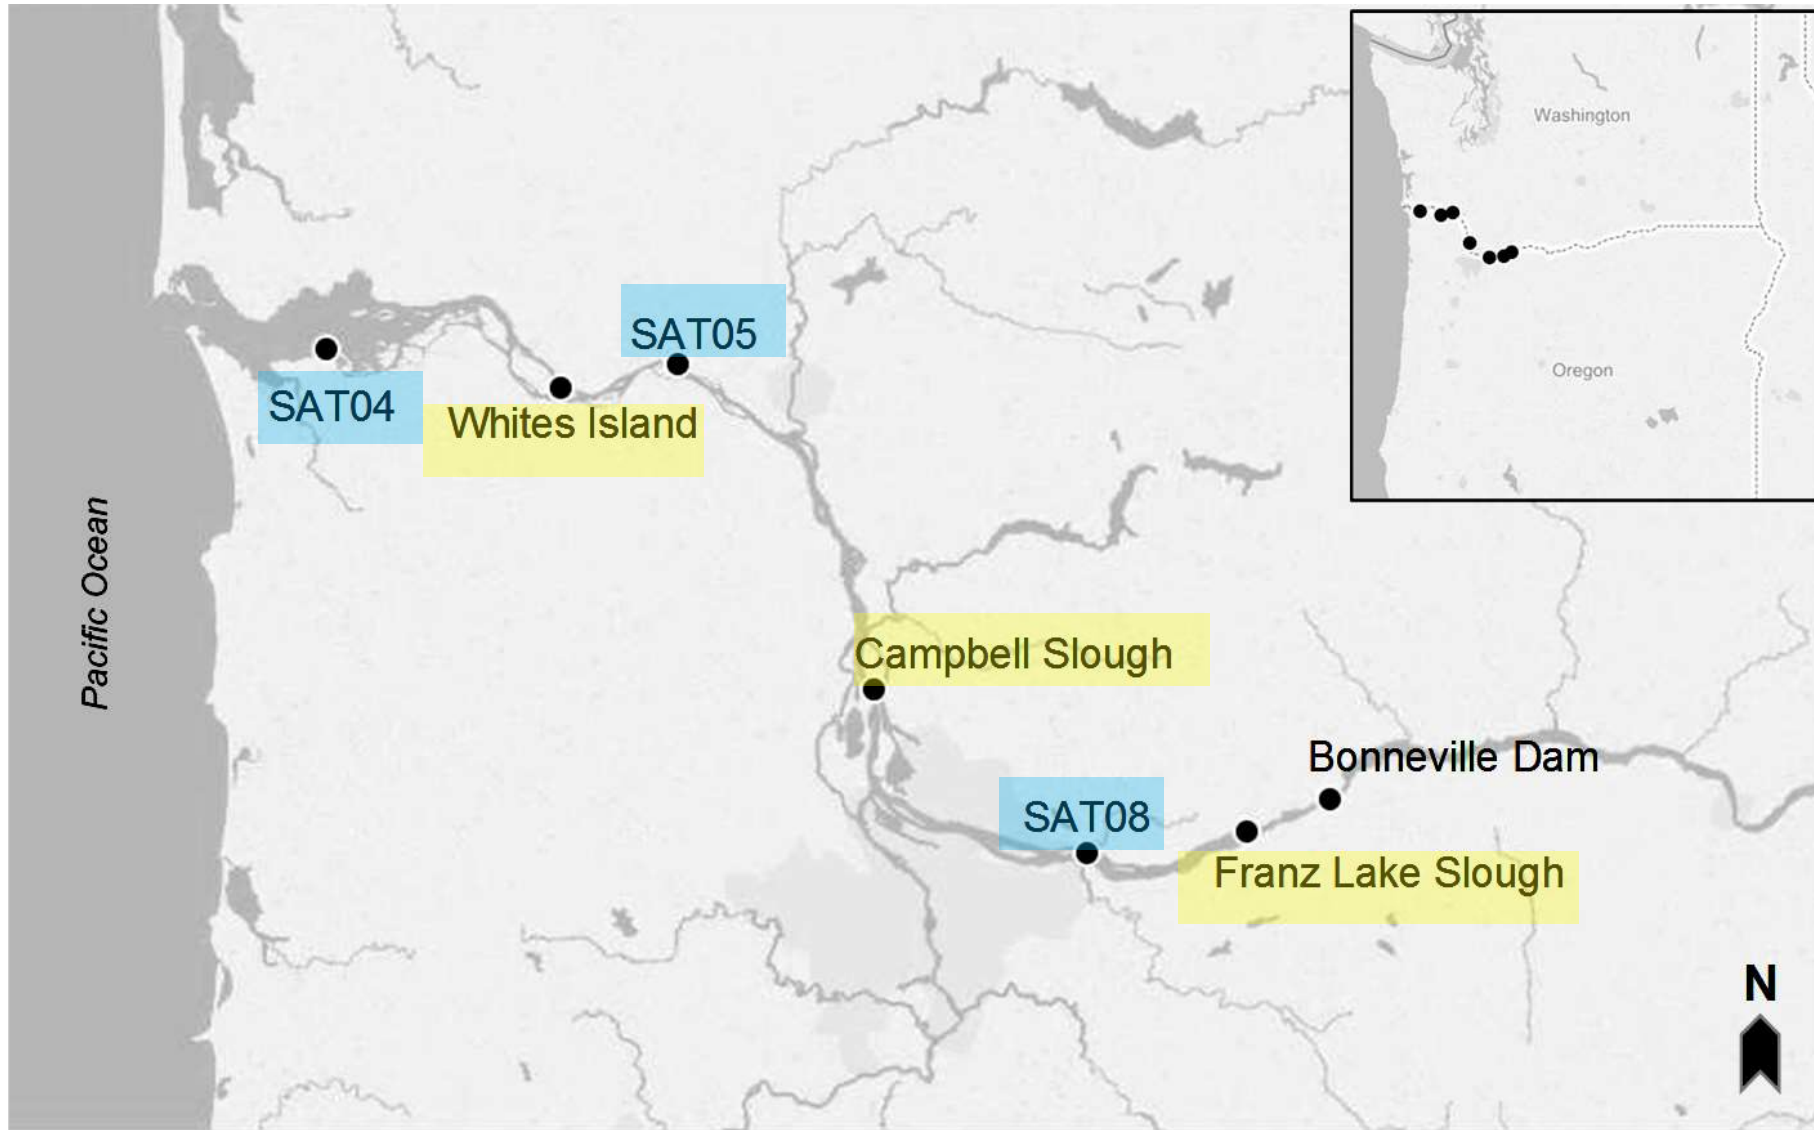 Washington
Oregon
SAT05
SAT04
Whites Island
Pacific Ocean
Campbell Slough
Bonneville Dam
SAT08
Franz Lake Slough
N